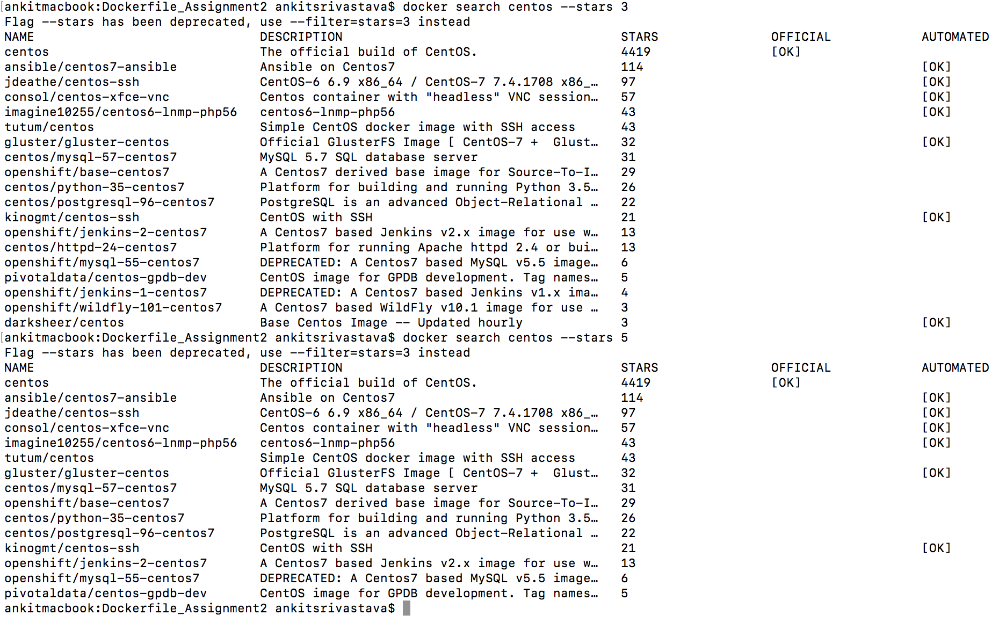 [ankitmacbook:Dockerfile_Assignment2 ankitsrivastava$ docker search centos --stars 3
Flag --stars has been deprecated, use --filter=stars=3 instead
NAME DESCRIPTION STARS OFFICIAL AUTOMATED
centos The official build of CentOS. 4419 [OK]
ansible/centos7-ansible Ansible on Centos7 114 [OK]
jdeathe/centos-ssh CentOS-6 6.9 x86_64 / CentOS-7 7.4.1708 x86_… 97 [OK]
consol/centos-xfce-vnc Centos container with "headless" VNC session… 57 [OK]
imagine10255/centos6-lnmp-php56 centos6-lnmp-php56 43 [OK]
tutum/centos Simple CentOS docker image with SSH access 43
gluster/gluster-centos Official GlusterFS Image [ CentOS-7 +  Glust… 32 [OK]
centos/mysql-57-centos7 MySQL 5.7 SQL database server 31
openshift/base-centos7 A Centos7 derived base image for Source-To-I… 29
centos/python-35-centos7 Platform for building and running Python 3.5… 26
centos/postgresql-96-centos7 PostgreSQL is an advanced Object-Relational … 22
kinogmt/centos-ssh CentOS with SSH 21 [OK]
openshift/jenkins-2-centos7 A Centos7 based Jenkins v2.x image for use w… 13
centos/httpd-24-centos7 Platform for running Apache httpd 2.4 or bui… 13
openshift/mysql-55-centos7 DEPRECATED: A Centos7 based MySQL v5.5 image… 6
pivotaldata/centos-gpdb-dev CentOS image for GPDB development. Tag names… 5
openshift/jenkins-1-centos7 DEPRECATED: A Centos7 based Jenkins v1.x ima… 4
openshift/wildfly-101-centos7 A Centos7 based WildFly v10.1 image for use … 3
darksheer/centos Base Centos Image -- Updated hourly 3 [OK]
[ankitmacbook:Dockerfile_Assignment2 ankitsrivastava$ docker search centos --stars 5
Flag --stars has been deprecated, use --filter=stars=3 instead
NAME DESCRIPTION STARS OFFICIAL AUTOMATED
centos The official build of CentOS. 4419 [OK]
ansible/centos7-ansible Ansible on Centos7 114 [OK]
jdeathe/centos-ssh CentOS-6 6.9 x86_64 / CentOS-7 7.4.1708 x86_… 97 [OK]
consol/centos-xfce-vnc Centos container with "headless" VNC session… 57 [OK]
imagine10255/centos6-lnmp-php56 centos6-lnmp-php56 43 [OK]
tutum/centos Simple CentOS docker image with SSH access 43
gluster/gluster-centos Official GlusterFS Image [ CentOS-7 +  Glust… 32 [OK]
centos/mysql-57-centos7 MySQL 5.7 SQL database server 31
openshift/base-centos7 A Centos7 derived base image for Source-To-I… 29
centos/python-35-centos7 Platform for building and running Python 3.5… 26
centos/postgresql-96-centos7 PostgreSQL is an advanced Object-Relational … 22
kinogmt/centos-ssh CentOS with SSH 21 [OK]
openshift/jenkins-2-centos7 A Centos7 based Jenkins v2.x image for use w… 13
openshift/mysql-55-centos7 DEPRECATED: A Centos7 based MySQL v5.5 image… 6
pivotaldata/centos-gpdb-dev CentOS image for GPDB development. Tag names… 5
ankitmacbook:Dockerfile_Assignment2 ankitsrivastava$